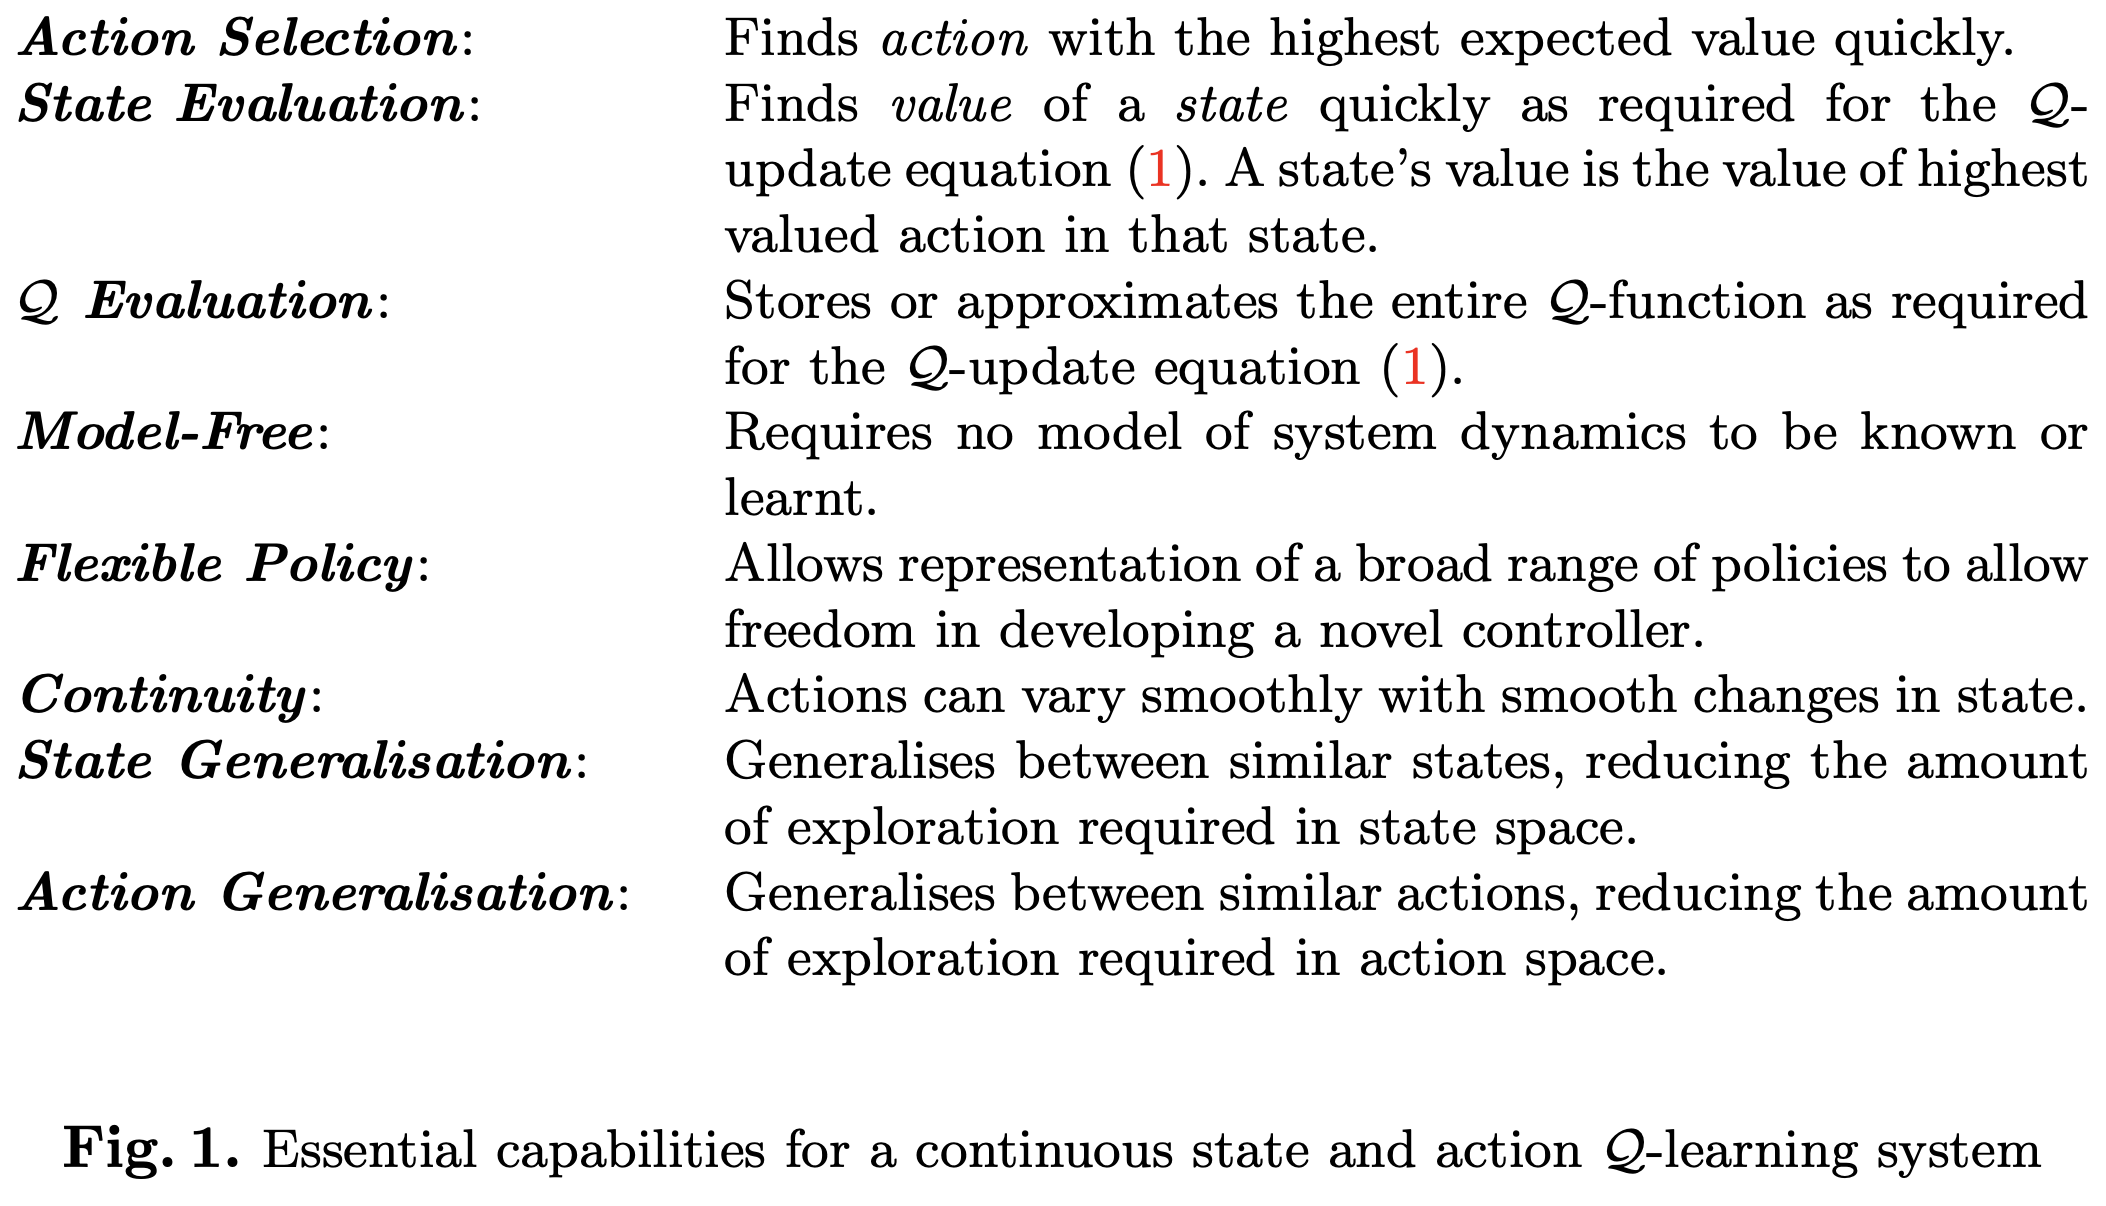 Action Selection: Finds action with the highest expected value quickly.
State Evaluation: Finds value of a state quickly as required for the Q-
update equation (1). A state's value is the value of highest
valued action in that state.
Q Evaluation: Stores or approximates the entire Q-function as required
for the Q-update equation (1).
Model-Free: Requires no model of system dynamics to be known or
learnt.
Flexible Policy: Allows representation of a broad range of policies to allow
freedom in developing a novel controller.
Continuity: Actions can vary smoothly with smooth changes in state.
State Generalisation: Generalises between similar states, reducing the amount
of exploration required in state space.
Action Generalisation: Generalises between similar actions, reducing the amount
of exploration required in action space.
Fig. 1. Essential capabilities for a continuous state and action Q-learning system